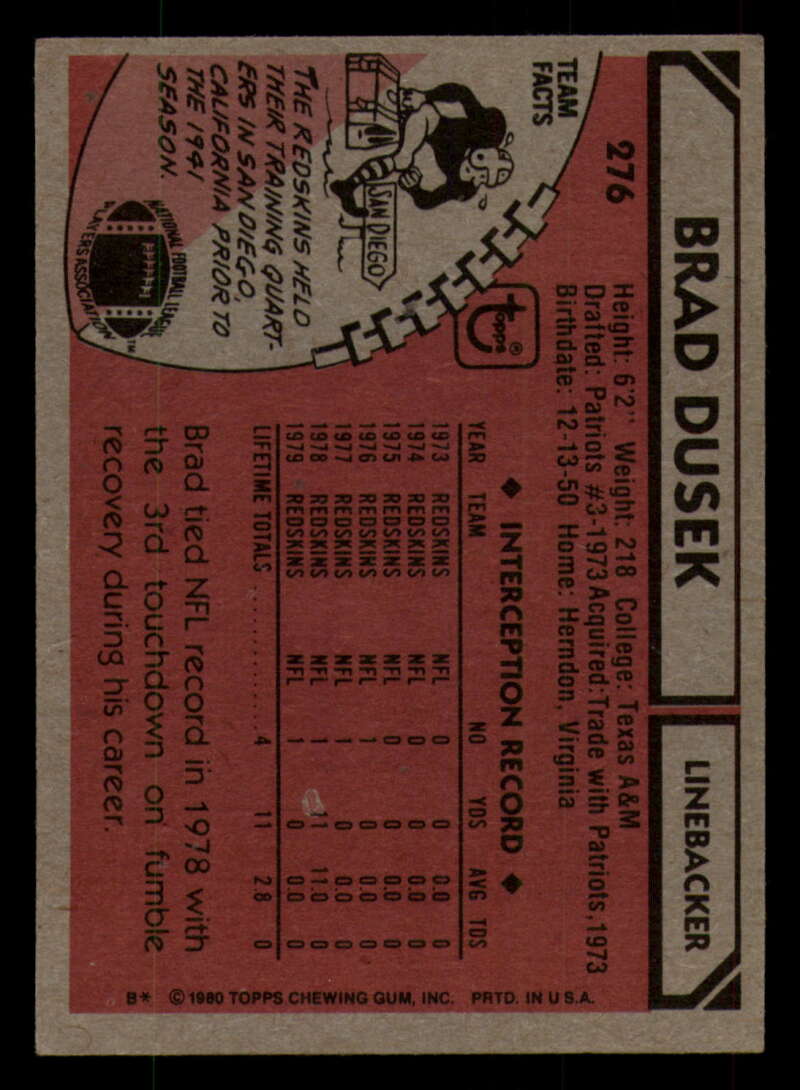 BRAD DUSEK
LINEBACKER
276
Height: 6'2" Weight: 218 College: Texas A&M
Drafted: Patriots #3-1973 Acquired: Trade with Patriots, 1973
Birthdate: 12-13-50 Home: Herndon, Virginia
TEAM
FACTS
SAN DIEGO
THE REDSKINS HELD
THEIR TRAINING QUART-
ERS IN SAN DIEGO,
CALIFORNIA PRIOR TO
THE 1941
SEASON.
NATIONAL FOOTBALL LEAGUE
PLAYERS ASSOCIATION
TM
topps®
◆ INTERCEPTION RECORD ◆
YEAR TEAM NO YDS AVG TDS
1973 REDSKINS NFL 0 0 0.0 0
1974 REDSKINS NFL 0 0 0.0 0
1975 REDSKINS NFL 0 0 0.0 0
1976 REDSKINS NFL 1 0 0.0 0
1977 REDSKINS NFL 1 0 0.0 0
1978 REDSKINS NFL 1 11 11.0 0
1979 REDSKINS NFL 1 0 0.0 0
LIFETIME TOTALS ............ 4 11 2.8 0
Brad tied NFL record in 1978 with
the 3rd touchdown on fumble
recovery during his career.
B* © 1980 TOPPS CHEWING GUM, INC. PRTD. IN U.S.A.